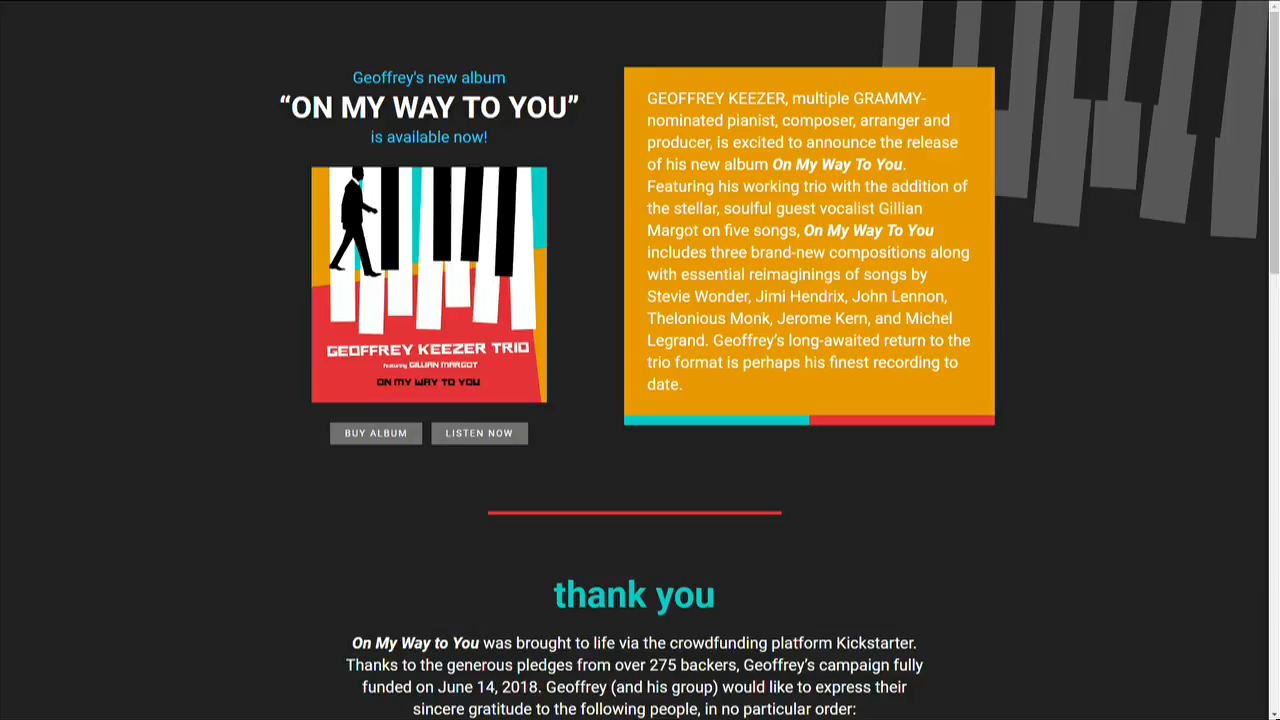 Geoffrey's new album
“ON MY WAY TO YOU”
is available now!
GEOFFREY KEEZER TRIO
Featuring GILLIAN MARGOT
ON MY WAY TO YOU
BUY ALBUM
LISTEN NOW
GEOFFREY KEEZER, multiple GRAMMY-
nominated pianist, composer, arranger and
producer, is excited to announce the release
of his new album On My Way To You.
Featuring his working trio with the addition of
the stellar, soulful guest vocalist Gillian
Margot on five songs, On My Way To You
includes three brand-new compositions along
with essential reimaginings of songs by
Stevie Wonder, Jimi Hendrix, John Lennon,
Thelonious Monk, Jerome Kern, and Michel
Legrand. Geoffrey’s long-awaited return to the
trio format is perhaps his finest recording to
date.
thank you
On My Way to You was brought to life via the crowdfunding platform Kickstarter.
Thanks to the generous pledges from over 275 backers, Geoffrey’s campaign fully
funded on June 14, 2018. Geoffrey (and his group) would like to express their
sincere gratitude to the following people, in no particular order: